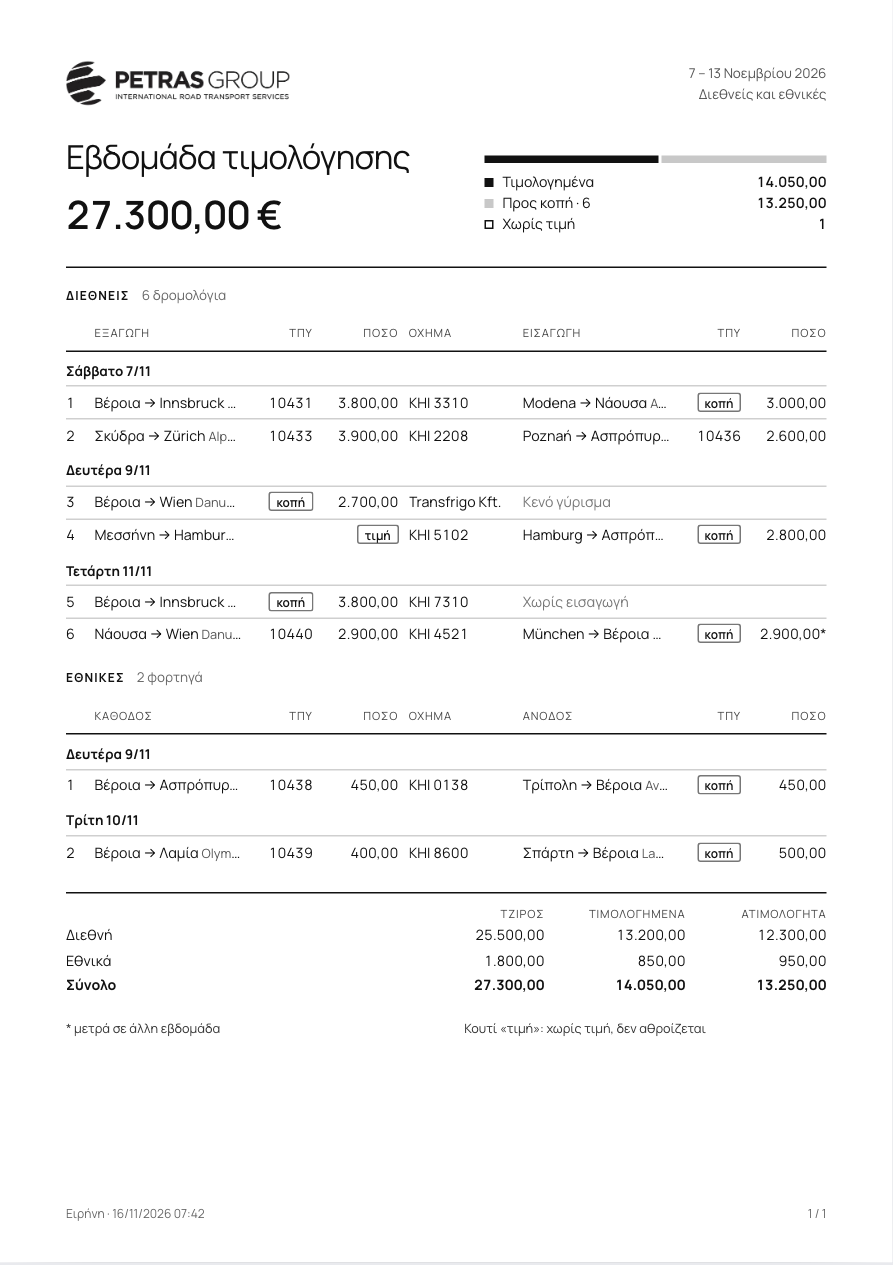 PETRAS GROUP
INTERNATIONAL ROAD TRANSPORT SERVICES
7 – 13 Νοεμβρίου 2026
Διεθνείς και εθνικές
Εβδομάδα τιμολόγησης
27.300,00 €
Τιμολογημένα 14.050,00
Προς κοπή · 6 13.250,00
Χωρίς τιμή 1
ΔΙΕΘΝΕΙΣ 6 δρομολόγια
ΕΞΑΓΩΓΗ ΤΠΥ ΠΟΣΟ ΟΧΗΜΑ ΕΙΣΑΓΩΓΗ ΤΠΥ ΠΟΣΟ
Σάββατο 7/11
1 Βέροια → Innsbruck ... 10431 3.800,00 ΚΗΙ 3310 Modena → Νάουσα A... κοπή 3.000,00
2 Σκύδρα → Zürich Alp... 10433 3.900,00 ΚΗΙ 2208 Poznań → Ασπρόπυρ... 10436 2.600,00
Δευτέρα 9/11
3 Βέροια → Wien Danu... κοπή 2.700,00 Transfrigo Kft. Κενό γύρισμα
4 Μεσσήνη → Hambur... τιμή ΚΗΙ 5102 Hamburg → Ασπρόπ... κοπή 2.800,00
Τετάρτη 11/11
5 Βέροια → Innsbruck ... κοπή 3.800,00 ΚΗΙ 7310 Χωρίς εισαγωγή
6 Νάουσα → Wien Danu... 10440 2.900,00 ΚΗΙ 4521 München → Βέροια ... κοπή 2.900,00*
ΕΘΝΙΚΕΣ 2 φορτηγά
ΚΑΘΟΔΟΣ ΤΠΥ ΠΟΣΟ ΟΧΗΜΑ ΑΝΟΔΟΣ ΤΠΥ ΠΟΣΟ
Δευτέρα 9/11
1 Βέροια → Ασπρόπυρ... 10438 450,00 ΚΗΙ 0138 Τρίπολη → Βέροια Av... κοπή 450,00
Τρίτη 10/11
2 Βέροια → Λαμία Olym... 10439 400,00 ΚΗΙ 8600 Σπάρτη → Βέροια La... κοπή 500,00
ΤΖΙΡΟΣ ΤΙΜΟΛΟΓΗΜΕΝΑ ΑΤΙΜΟΛΟΓΗΤΑ
Διεθνή 25.500,00 13.200,00 12.300,00
Εθνικά 1.800,00 850,00 950,00
Σύνολο 27.300,00 14.050,00 13.250,00
* μετρά σε άλλη εβδομάδα Κουτί «τιμή»: χωρίς τιμή, δεν αθροίζεται
Ειρήνη · 16/11/2026 07:42 1 / 1